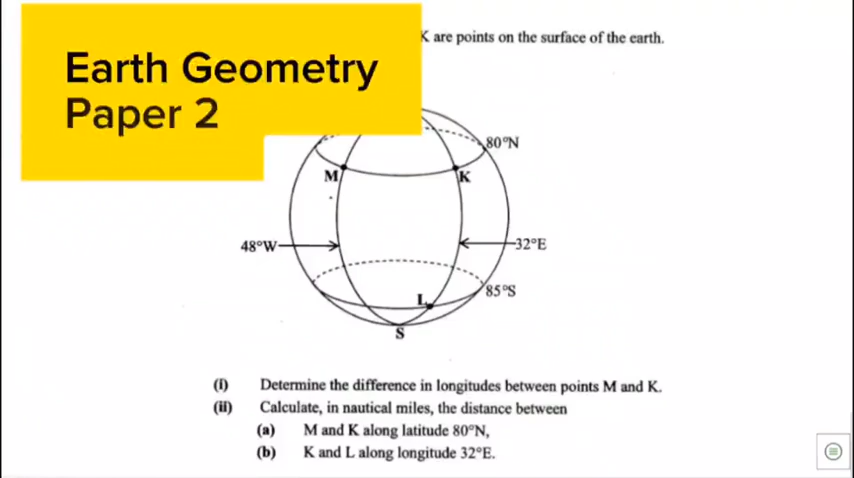 Earth Geometry
Paper 2
K are points on the surface of the earth.
80°N
M
K
48°W
32°E
L
85°S
S
(i) Determine the difference in longitudes between points M and K.
(ii) Calculate, in nautical miles, the distance between
(a) M and K along latitude 80°N,
(b) K and L along longitude 32°E.